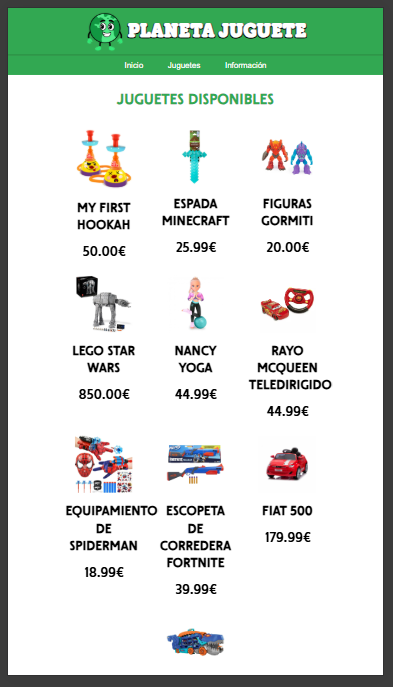 PLANETA JUGUETE
Inicio Juguetes Información
JUGUETES DISPONIBLES
MY FIRST
HOOKAH
50.00€
ESPADA
MINECRAFT
25.99€
FIGURAS
GORMITI
20.00€
LEGO STAR
WARS
850.00€
NANCY
YOGA
44.99€
RAYO
MCQUEEN
TELEDIRIGIDO
44.99€
EQUIPAMIENTO
DE
SPIDERMAN
18.99€
ESCOPETA
DE
CORREDERA
FORTNITE
39.99€
FIAT 500
179.99€